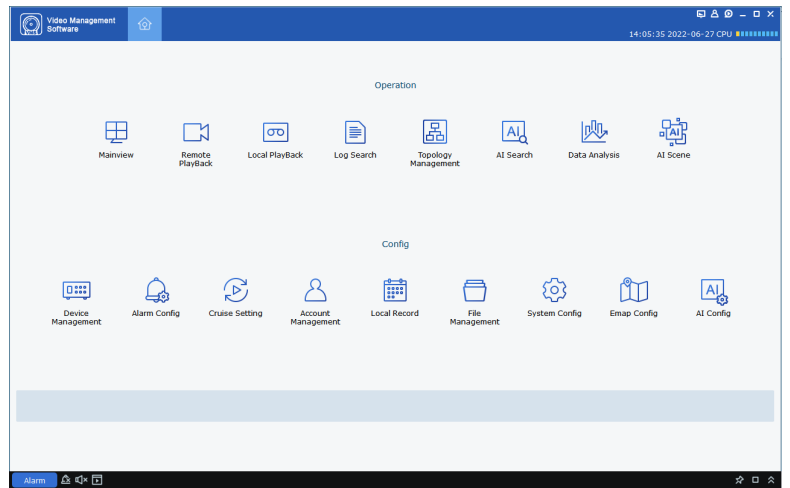 Video Management
Software
14:05:35 2022-06-27 CPU
Operation
Mainview
Remote
PlayBack
Local PlayBack
Log Search
Topology
Management
AI Search
Data Analysis
AI Scene
Config
Device
Management
Alarm Config
Cruise Setting
Account
Management
Local Record
File
Management
System Config
Emap Config
AI Config
Alarm